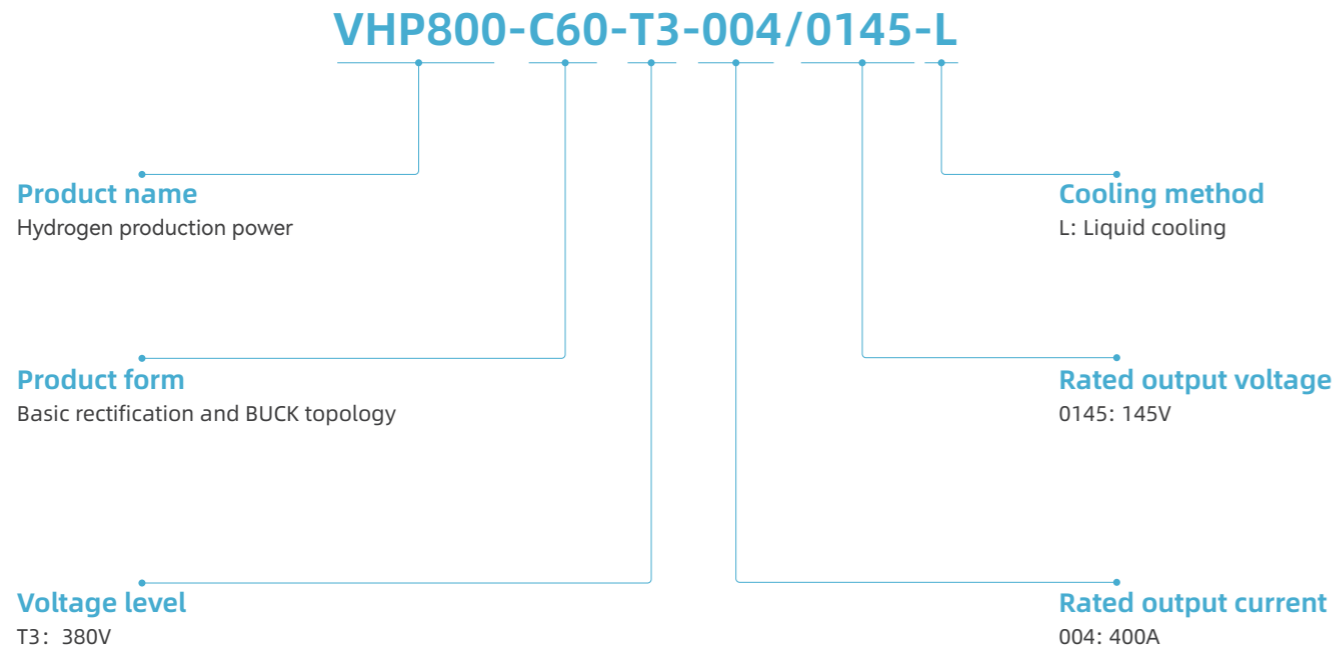 VHP800-C60-T3-004/0145-L
Product name
Hydrogen production power
Cooling method
L: Liquid cooling
Product form
Basic rectification and BUCK topology
Rated output voltage
0145: 145V
Voltage level
T3: 380V
Rated output current
004: 400A